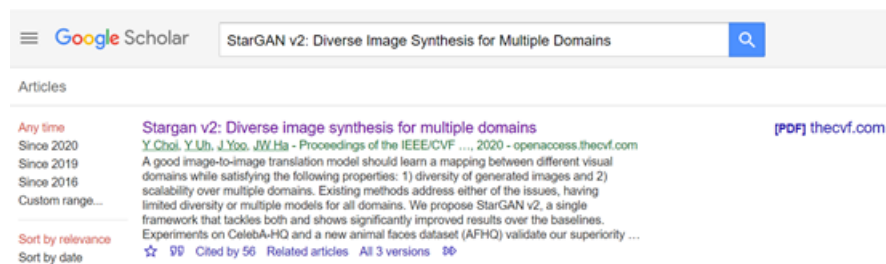 Google Scholar
StarGAN v2: Diverse Image Synthesis for Multiple Domains
Articles
Any time
Since 2020
Since 2019
Since 2016
Custom range...
Sort by relevance
Sort by date
Stargan v2: Diverse image synthesis for multiple domains
[PDF] thecvf.com
Y Choi, Y Uh, J Yoo, JW Ha - Proceedings of the IEEE/CVF …, 2020 - openaccess.thecvf.com
A good image-to-image translation model should learn a mapping between different visual
domains while satisfying the following properties: 1) diversity of generated images and 2)
scalability over multiple domains. Existing methods address either of the issues, having
limited diversity or multiple models for all domains. We propose StarGAN v2, a single
framework that tackles both and shows significantly improved results over the baselines.
Experiments on CelebA-HQ and a new animal faces dataset (AFHQ) validate our superiority …
Cited by 56 Related articles All 3 versions